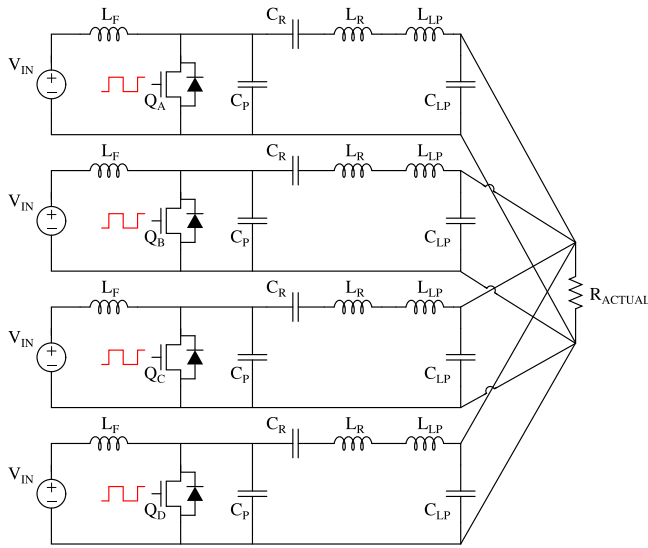 L_F C_R L_R L_LP
V_IN Q_A C_P C_LP
L_F C_R L_R L_LP
V_IN Q_B C_P C_LP
R_ACTUAL
L_F C_R L_R L_LP
V_IN Q_C C_P C_LP
L_F C_R L_R L_LP
V_IN Q_D C_P C_LP